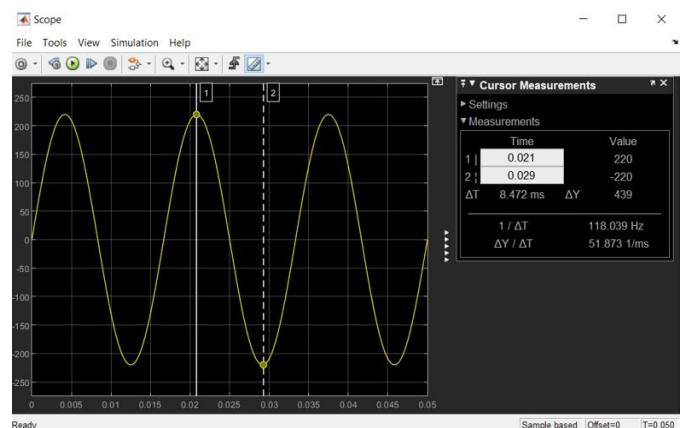 Scope
File Tools View Simulation Help
1 2
250
200
150
100
50
0
-50
-100
-150
-200
-250
0 0.005 0.01 0.015 0.02 0.025 0.03 0.035 0.04 0.045 0.05
Cursor Measurements
Settings
Measurements
Time Value
1 | 0.021 220
2 ¦ 0.029 -220
ΔT 8.472 ms ΔY 439
1 / ΔT 118.039 Hz
ΔY / ΔT 51.873 1/ms
Ready Sample based Offset=0 T=0.050